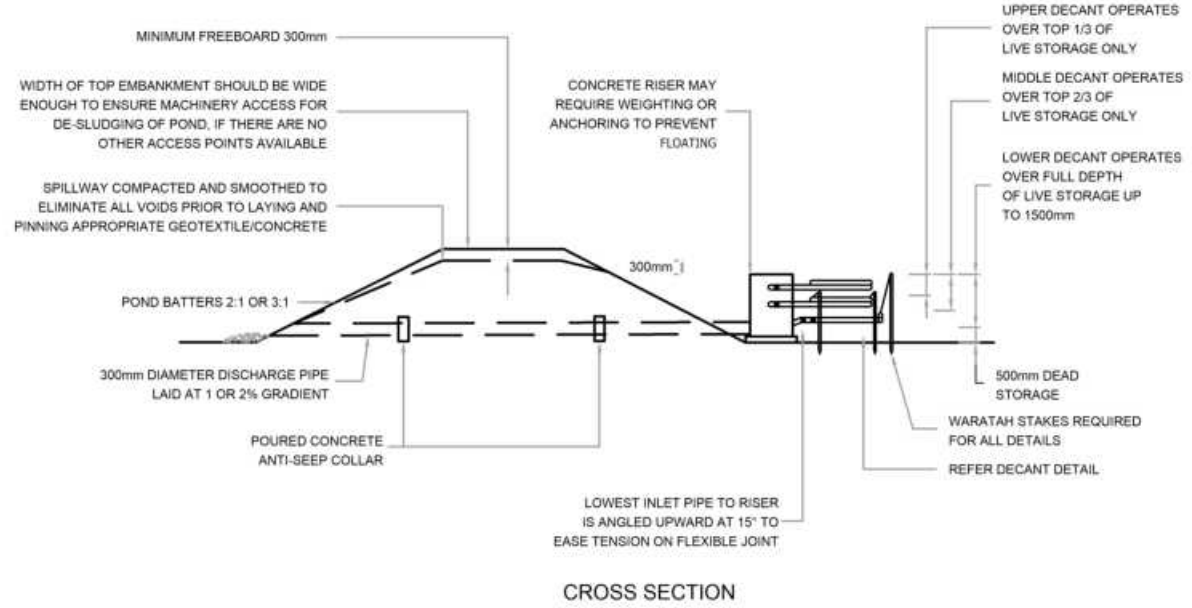 MINIMUM FREEBOARD 300mm
WIDTH OF TOP EMBANKMENT SHOULD BE WIDE
ENOUGH TO ENSURE MACHINERY ACCESS FOR
DE-SLUDGING OF POND, IF THERE ARE NO
OTHER ACCESS POINTS AVAILABLE
SPILLWAY COMPACTED AND SMOOTHED TO
ELIMINATE ALL VOIDS PRIOR TO LAYING AND
PINNING APPROPRIATE GEOTEXTILE/CONCRETE
POND BATTERS 2:1 OR 3:1
300mm DIAMETER DISCHARGE PIPE
LAID AT 1 OR 2% GRADIENT
POURED CONCRETE
ANTI-SEEP COLLAR
CONCRETE RISER MAY
REQUIRE WEIGHTING OR
ANCHORING TO PREVENT
FLOATING
300mm
UPPER DECANT OPERATES
OVER TOP 1/3 OF
LIVE STORAGE ONLY
MIDDLE DECANT OPERATES
OVER TOP 2/3 OF
LIVE STORAGE ONLY
LOWER DECANT OPERATES
OVER FULL DEPTH
OF LIVE STORAGE UP
TO 1500mm
500mm DEAD
STORAGE
WARATAH STAKES REQUIRED
FOR ALL DETAILS
REFER DECANT DETAIL
LOWEST INLET PIPE TO RISER
IS ANGLED UPWARD AT 15° TO
EASE TENSION ON FLEXIBLE JOINT
CROSS SECTION